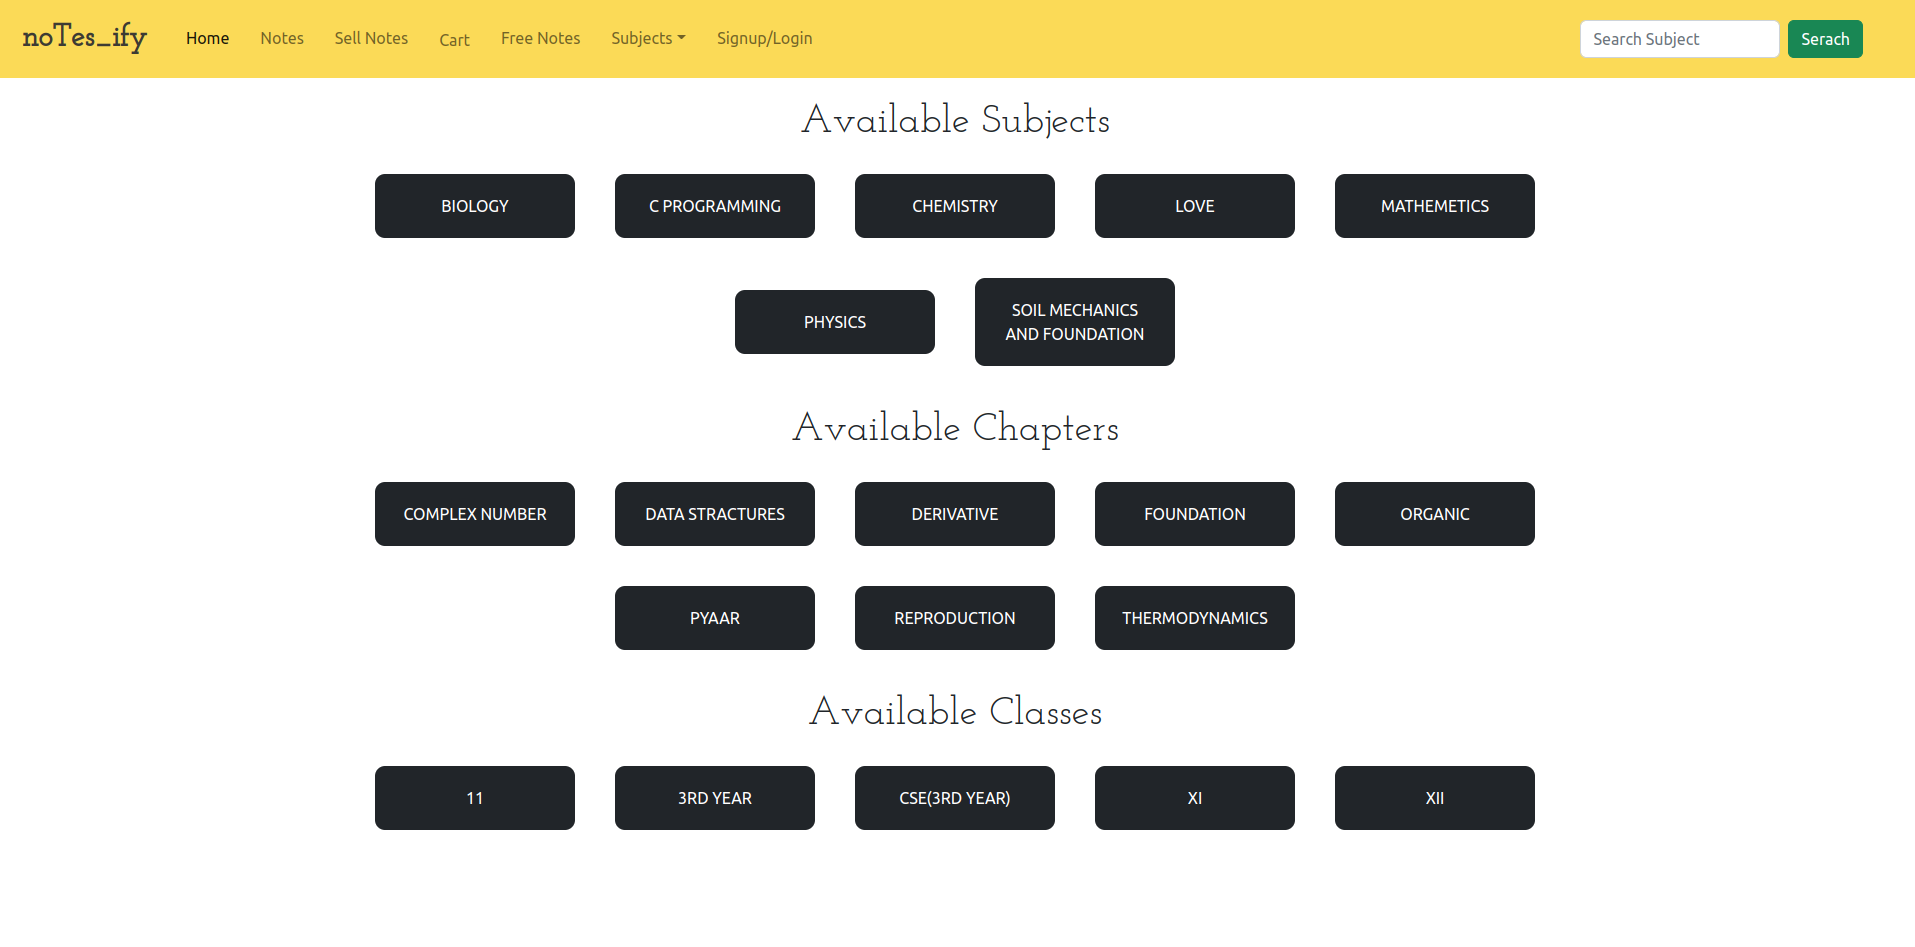 noTes_ify Home Notes Sell Notes Cart Free Notes Subjects Signup/Login Search Subject Serach
Available Subjects
BIOLOGY C PROGRAMMING CHEMISTRY LOVE MATHEMETICS
PHYSICS SOIL MECHANICS
AND FOUNDATION
Available Chapters
COMPLEX NUMBER DATA STRACTURES DERIVATIVE FOUNDATION ORGANIC
PYAAR REPRODUCTION THERMODYNAMICS
Available Classes
11 3RD YEAR CSE(3RD YEAR) XI XII